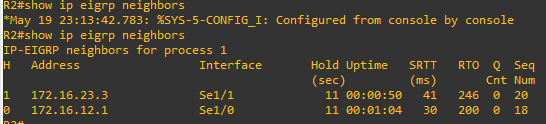 R2#show ip eigrp neighbors
*May 19 23:13:42.783: %SYS-5-CONFIG_I: Configured from console by console
R2#show ip eigrp neighbors
IP-EIGRP neighbors for process 1
H   Address                 Interface       Hold Uptime   SRTT   RTO  Q  Seq
                                            (sec)         (ms)       Cnt Num
1   172.16.23.3             Se1/1             11 00:00:50   41   246  0  20
0   172.16.12.1             Se1/0             11 00:01:04   30   200  0  18
R2#